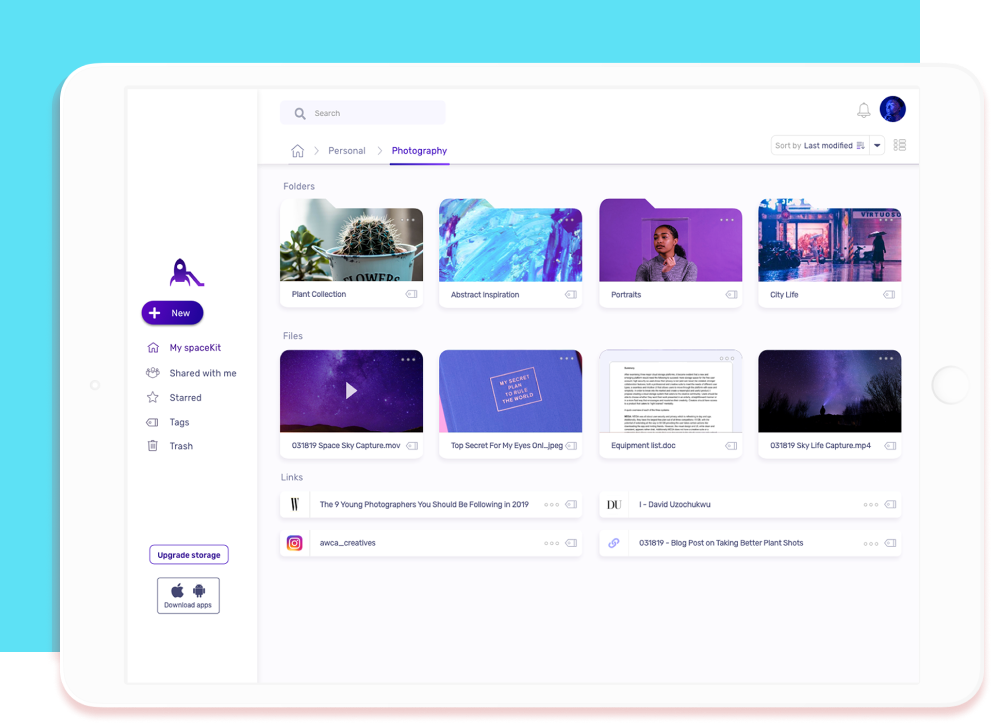 Search
Personal
Photography
Sort by Last modified
Folders
FLOWERS
VIRTUOSO
Plant Collection
Abstract Inspiration
Portraits
City Life
New
My spaceKit
Shared with me
Starred
Tags
Trash
Upgrade storage
Download apps
Files
MY SECRET
PLAN
TO RULE
THE WORLD
Summary
031819 Space Sky Capture.mov
Top Secret For My Eyes Onl...jpeg
Equipment list.doc
031819 Sky Life Capture.mp4
Links
W
The 9 Young Photographers You Should Be Following in 2019
DU
I - David Uzochukwu
awca_creatives
031819 - Blog Post on Taking Better Plant Shots